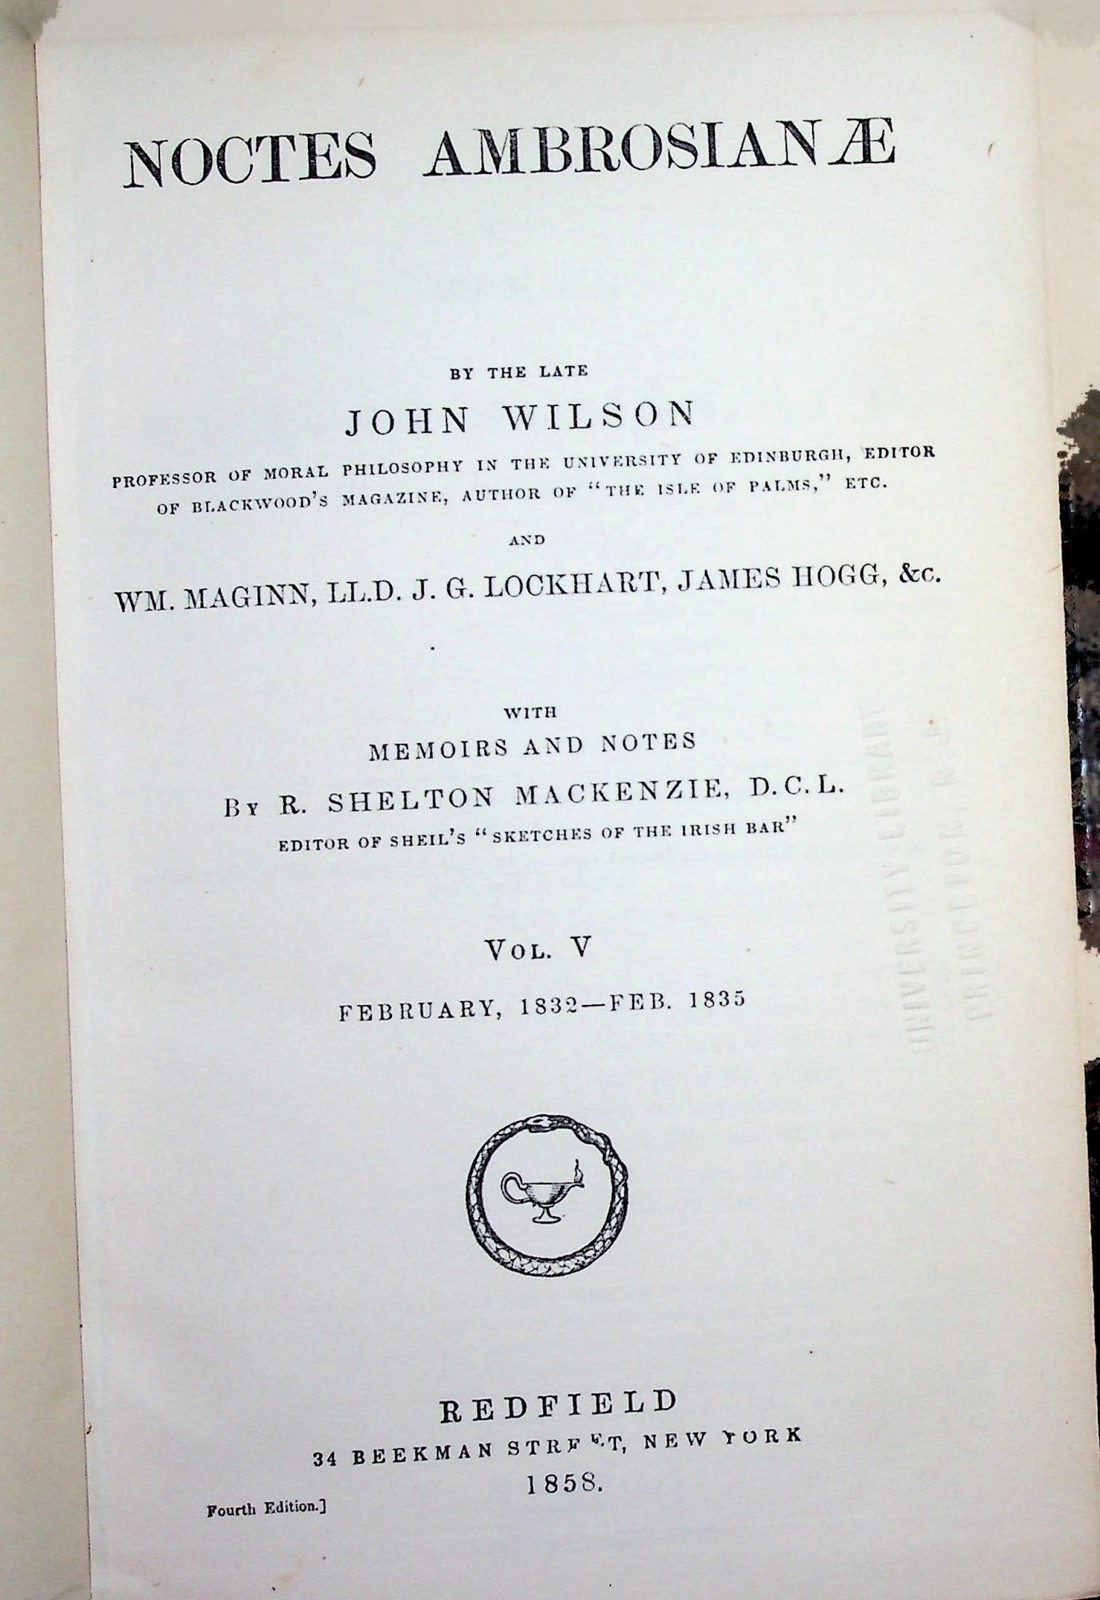 NOCTES AMBROSIANÆ
BY THE LATE
JOHN WILSON
PROFESSOR OF MORAL PHILOSOPHY IN THE UNIVERSITY OF EDINBURGH, EDITOR
OF BLACKWOOD'S MAGAZINE, AUTHOR OF "THE ISLE OF PALMS," ETC.
AND
WM. MAGINN, LL.D. J. G. LOCKHART, JAMES HOGG, &c.
WITH
MEMOIRS AND NOTES
BY R. SHELTON MACKENZIE, D.C.L.
EDITOR OF SHEIL'S "SKETCHES OF THE IRISH BAR"
VOL. V
FEBRUARY, 1832—FEB. 1835
UNIVERSITY LIBRARY
PRINCETON N.J.
REDFIELD
34 BEEKMAN STREET, NEW YORK
1858.
Fourth Edition.]